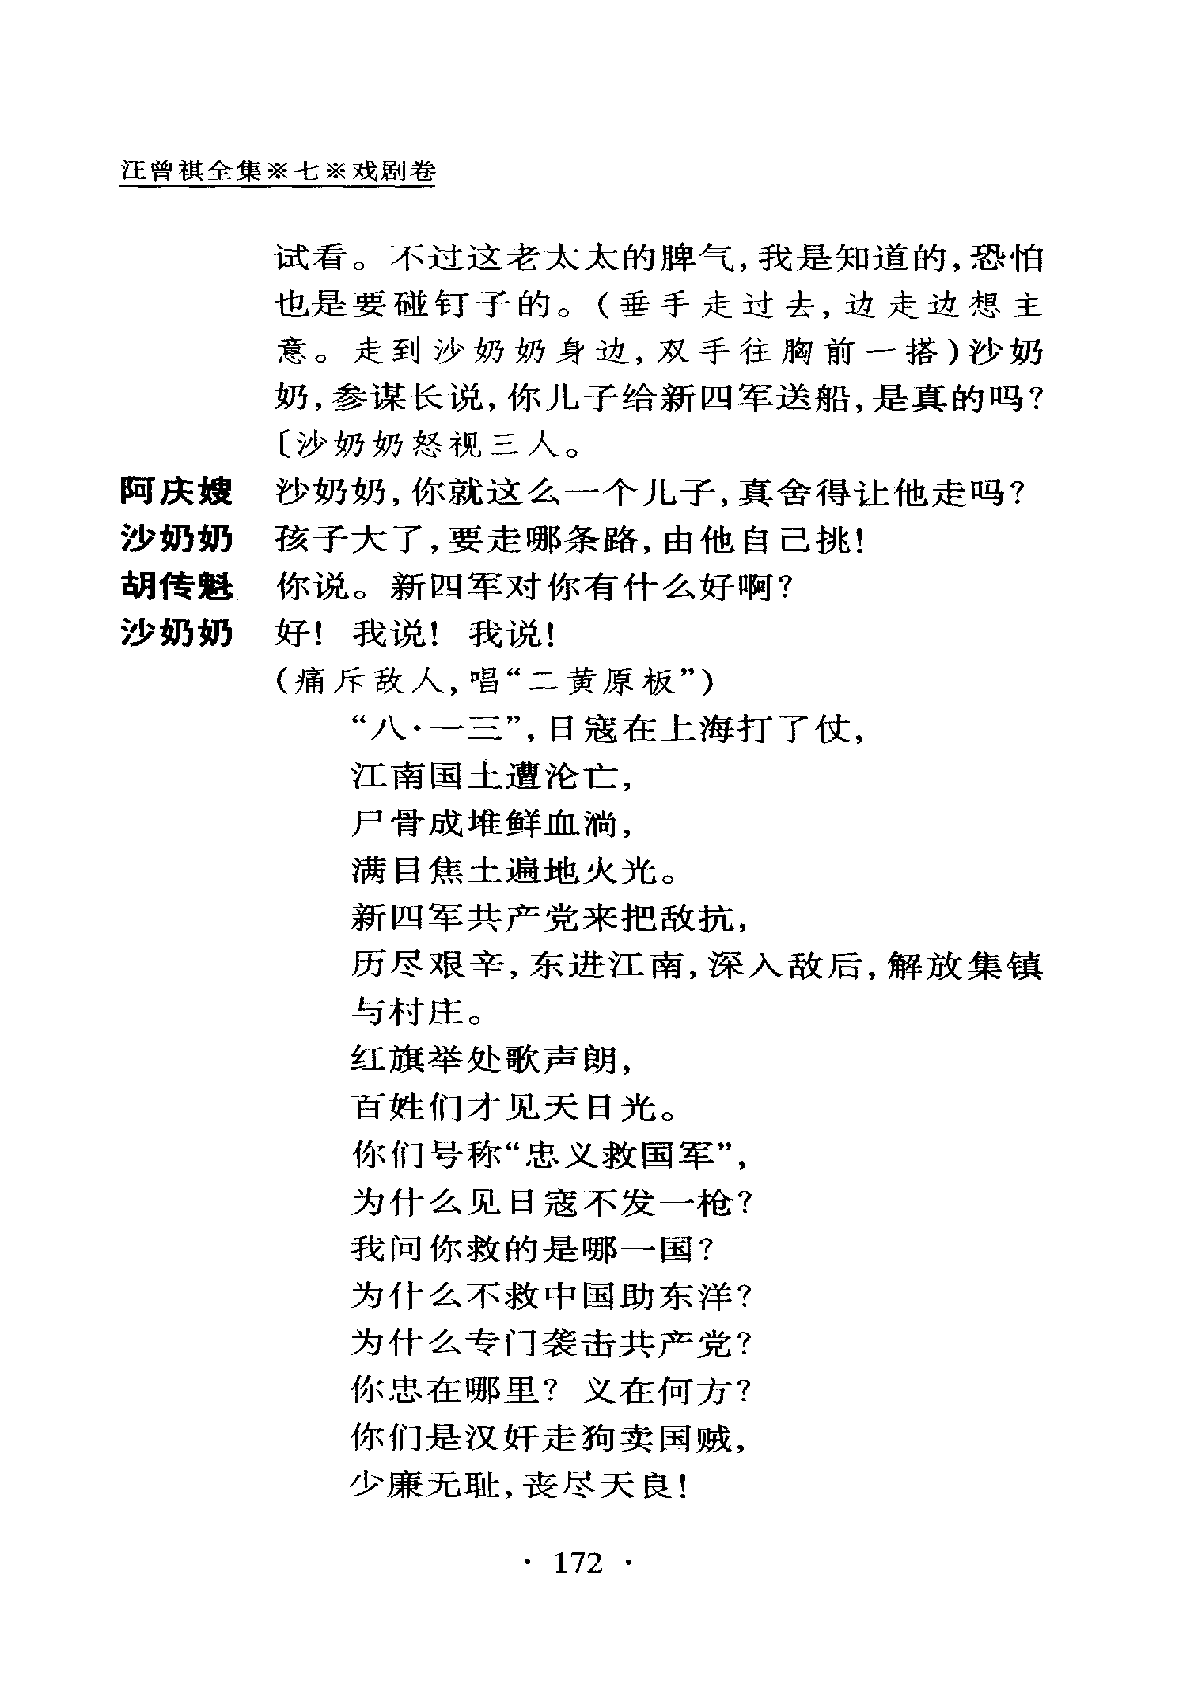 汪曾祺全集※七※戏剧卷
试看。不过这老太太的脾气,我是知道的,恐怕
也是要碰钉子的。(垂手走过去,边走边想主
意。走到沙奶奶身边,双手往胸前一搭)沙奶
奶,参谋长说,你儿子给新四军送船,是真的吗?
〔沙奶奶怒视三人。
阿庆嫂 沙奶奶,你就这么一个儿子,真舍得让他走吗?
沙奶奶 孩子大了,要走哪条路,由他自己挑!
胡传魁 你说。新四军对你有什么好啊?
沙奶奶 好! 我说! 我说!
(痛斥敌人,唱“二黄原板”)
“八·一三”,日寇在上海打了仗,
江南国土遭沦亡,
尸骨成堆鲜血淌,
满目焦土遍地火光。
新四军共产党来把敌抗,
历尽艰辛,东进江南,深入敌后,解放集镇
与村庄。
红旗举处歌声朗,
百姓们才见天日光。
你们号称“忠义救国军”,
为什么见日寇不发一枪?
我问你救的是哪一国?
为什么不救中国助东洋?
为什么专门袭击共产党?
你忠在哪里? 义在何方?
你们是汉奸走狗卖国贼,
少廉无耻,丧尽天良!
· 172 ·